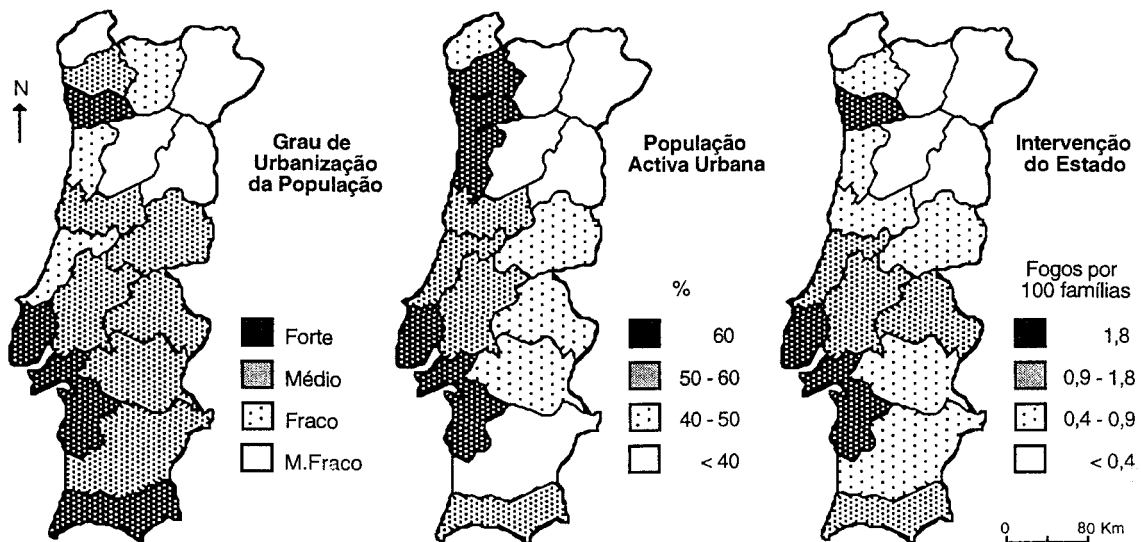 N
Grau de
Urbanização
da População
Forte
Médio
Fraco
M.Fraco
População
Activa Urbana
%
60
50 - 60
40 - 50
< 40
Intervenção
do Estado
Fogos por
100 famílias
1,8
0,9 - 1,8
0,4 - 0,9
< 0,4
0 80 Km